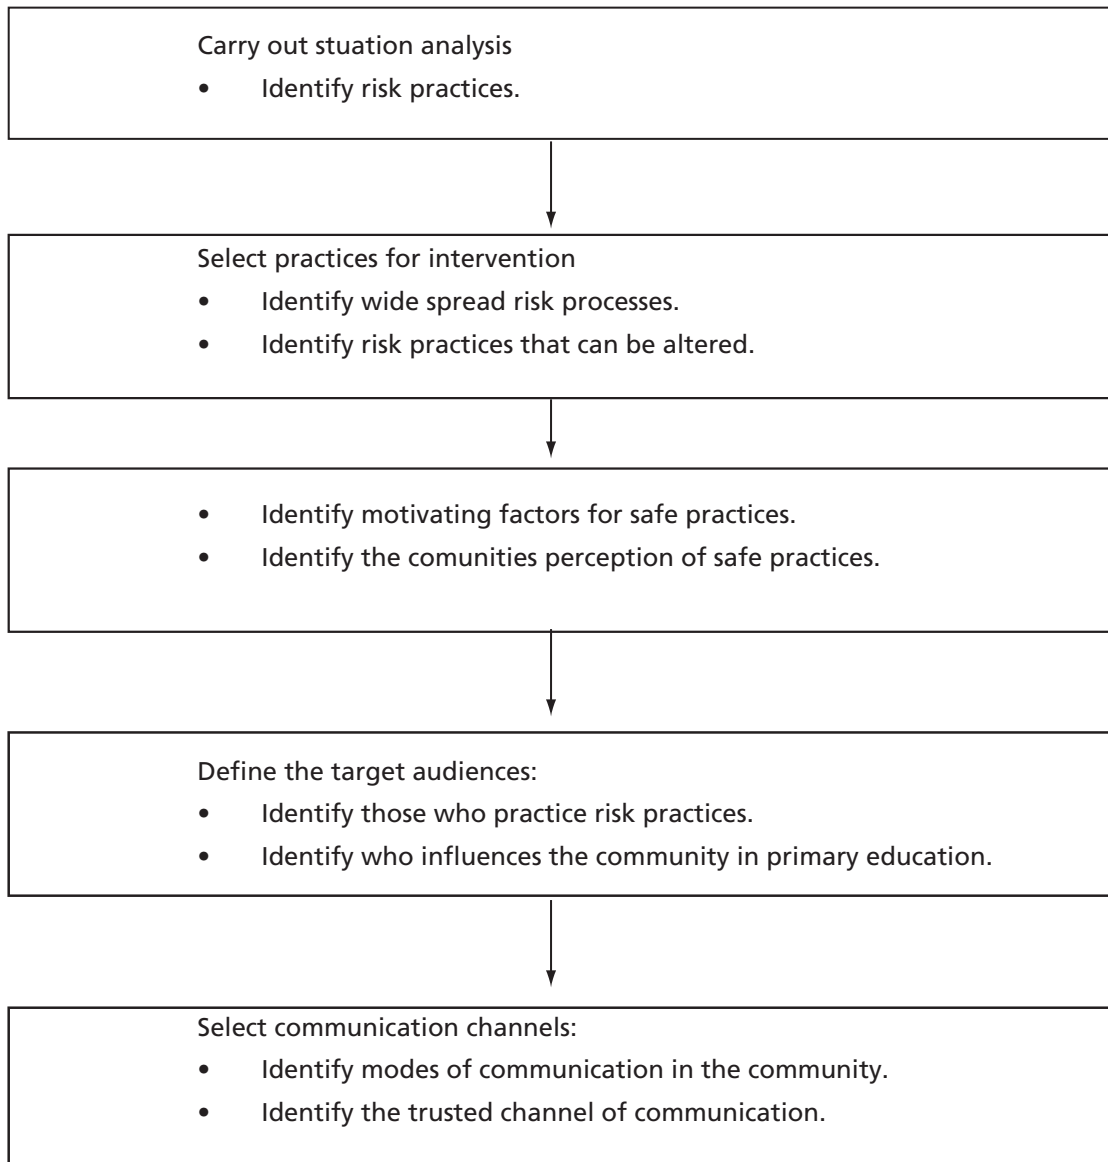 Carry out stuation analysis
• Identify risk practices.
Select practices for intervention
• Identify wide spread risk processes.
• Identify risk practices that can be altered.
• Identify motivating factors for safe practices.
• Identify the comunities perception of safe practices.
Define the target audiences:
• Identify those who practice risk practices.
• Identify who influences the community in primary education.
Select communication channels:
• Identify modes of communication in the community.
• Identify the trusted channel of communication.